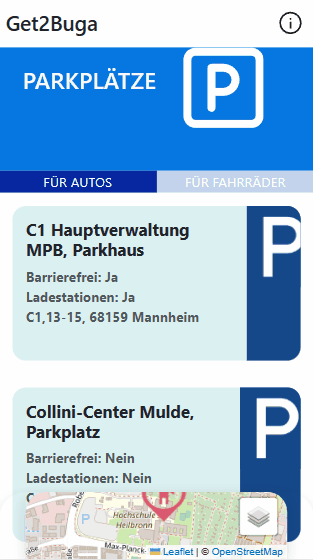 Get2Buga
PARKPLÄTZE
P
FÜR AUTOS
FÜR FAHRRÄDER
C1 Hauptverwaltung
MPB, Parkhaus
Barrierefrei: Ja
Ladestationen: Ja
C1,13-15, 68159 Mannheim
P
Collini-Center Mulde,
Parkplatz
Barrierefrei: Nein
Ladestationen: Nein
P
Hochschule
Heilbronn
Max-Planck-
Leaflet | © OpenStreetMap